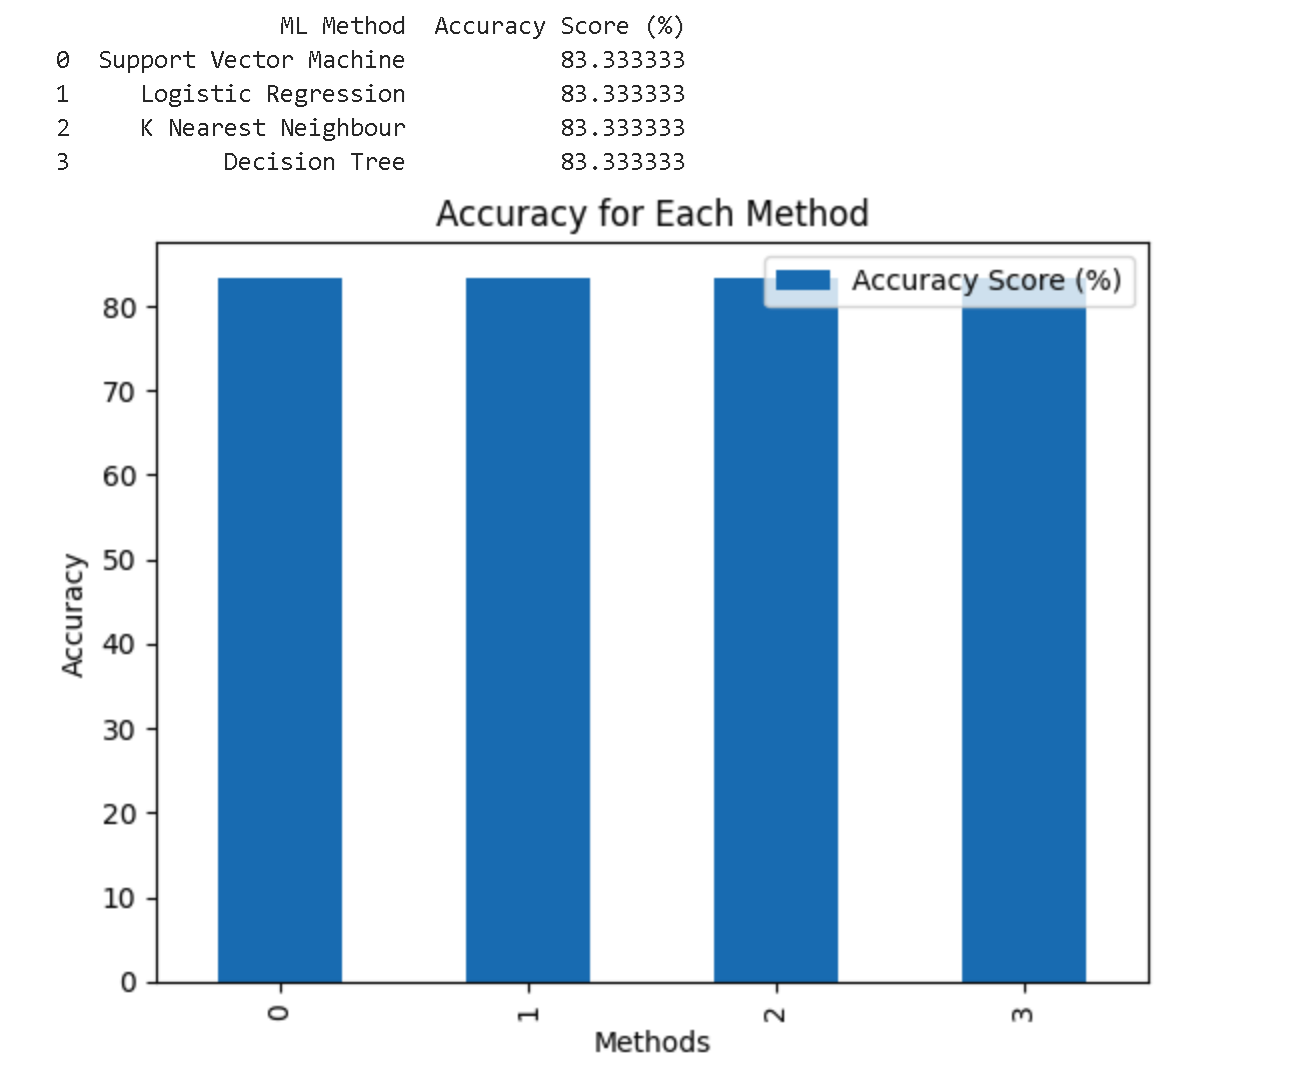 ML Method Accuracy Score (%)
0 Support Vector Machine 83.333333
1 Logistic Regression 83.333333
2 K Nearest Neighbour 83.333333
3 Decision Tree 83.333333
Accuracy for Each Method
Accuracy Score (%)
80
70
60
50
40
30
20
10
0
Accuracy
0 1 2 3
Methods